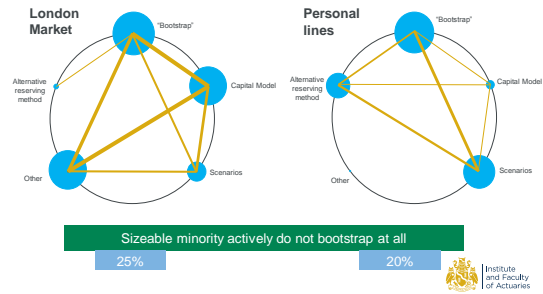 London
Market
"Bootstrap"
Alternative
reserving
method
Capital Model
Other
Scenarios
Personal
lines
"Bootstrap"
Alternative
reserving
method
Capital Model
Other
Scenarios
Sizeable minority actively do not bootstrap at all
25%
20%
Institute
and Faculty
of Actuaries